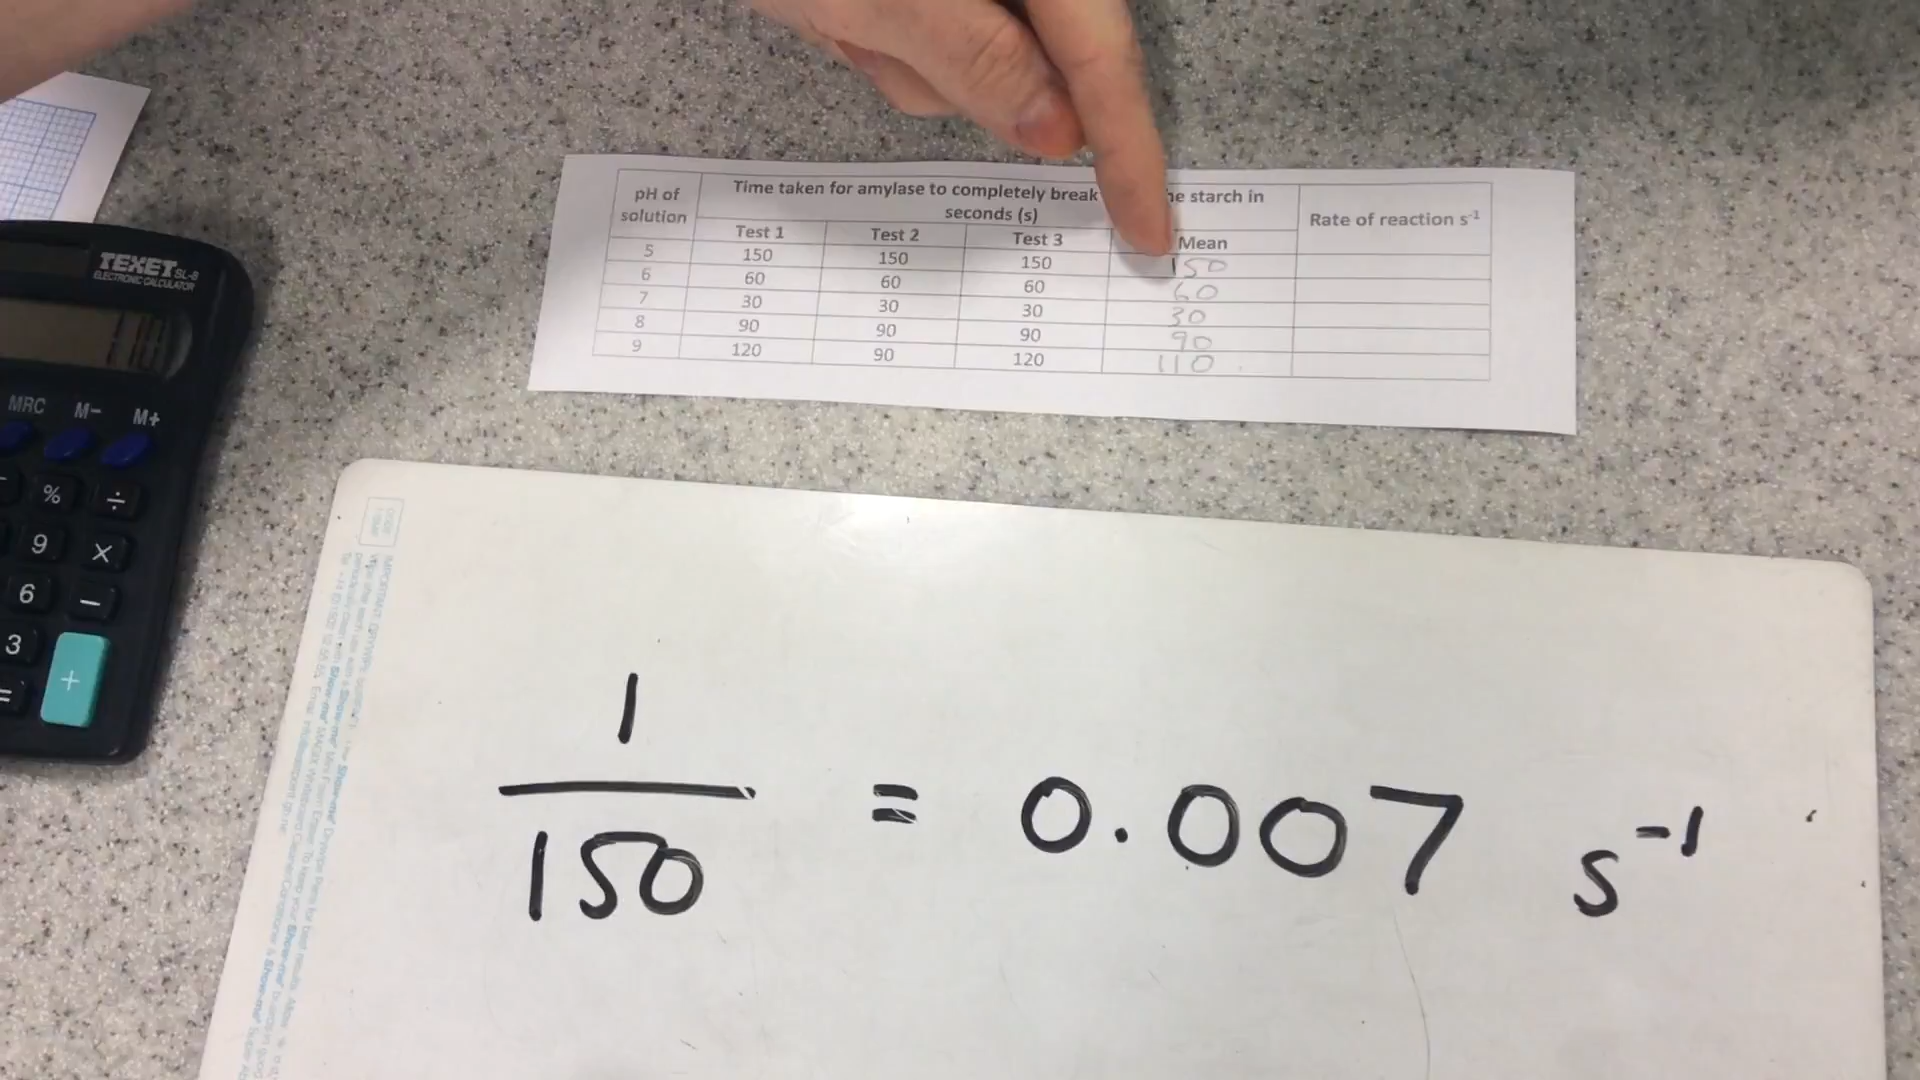 TEXET SL-8
ELECTRONIC CALCULATOR
MRC M- M+
% ÷
9 X
6 −
3 +
=
pH of solution
Time taken for amylase to completely break
he starch in
seconds (s)
Rate of reaction s⁻¹
Test 1 Test 2 Test 3 Mean
5 150 150 150 150
6 60 60 60 60
7 30 30 30 30
8 90 90 90 90
9 120 90 120 110
1
150
= 0.007 s⁻¹